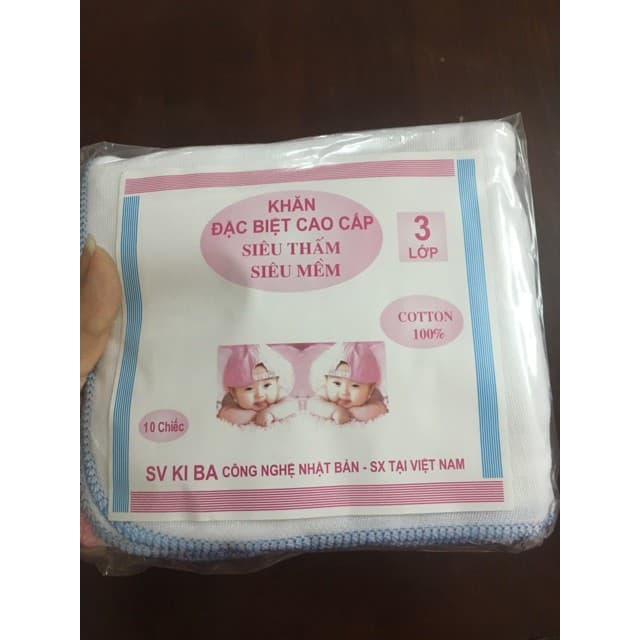 KHĂN
ĐẶC BIỆT CAO CẤP
SIÊU THẤM
SIÊU MỀM
3
LỚP
COTTON
100%
10 Chiếc
SV KI BA CÔNG NGHỆ NHẬT BẢN - SX TẠI VIỆT NAM